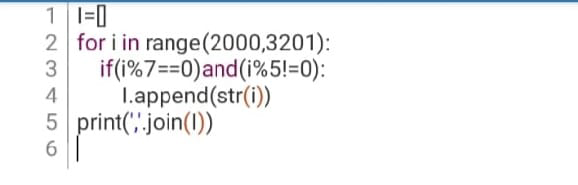 1 l=[]
2 for i in range(2000,3201):
3 if(i%7==0)and(i%5!=0):
4 l.append(str(i))
5 print(','.join(l))
6